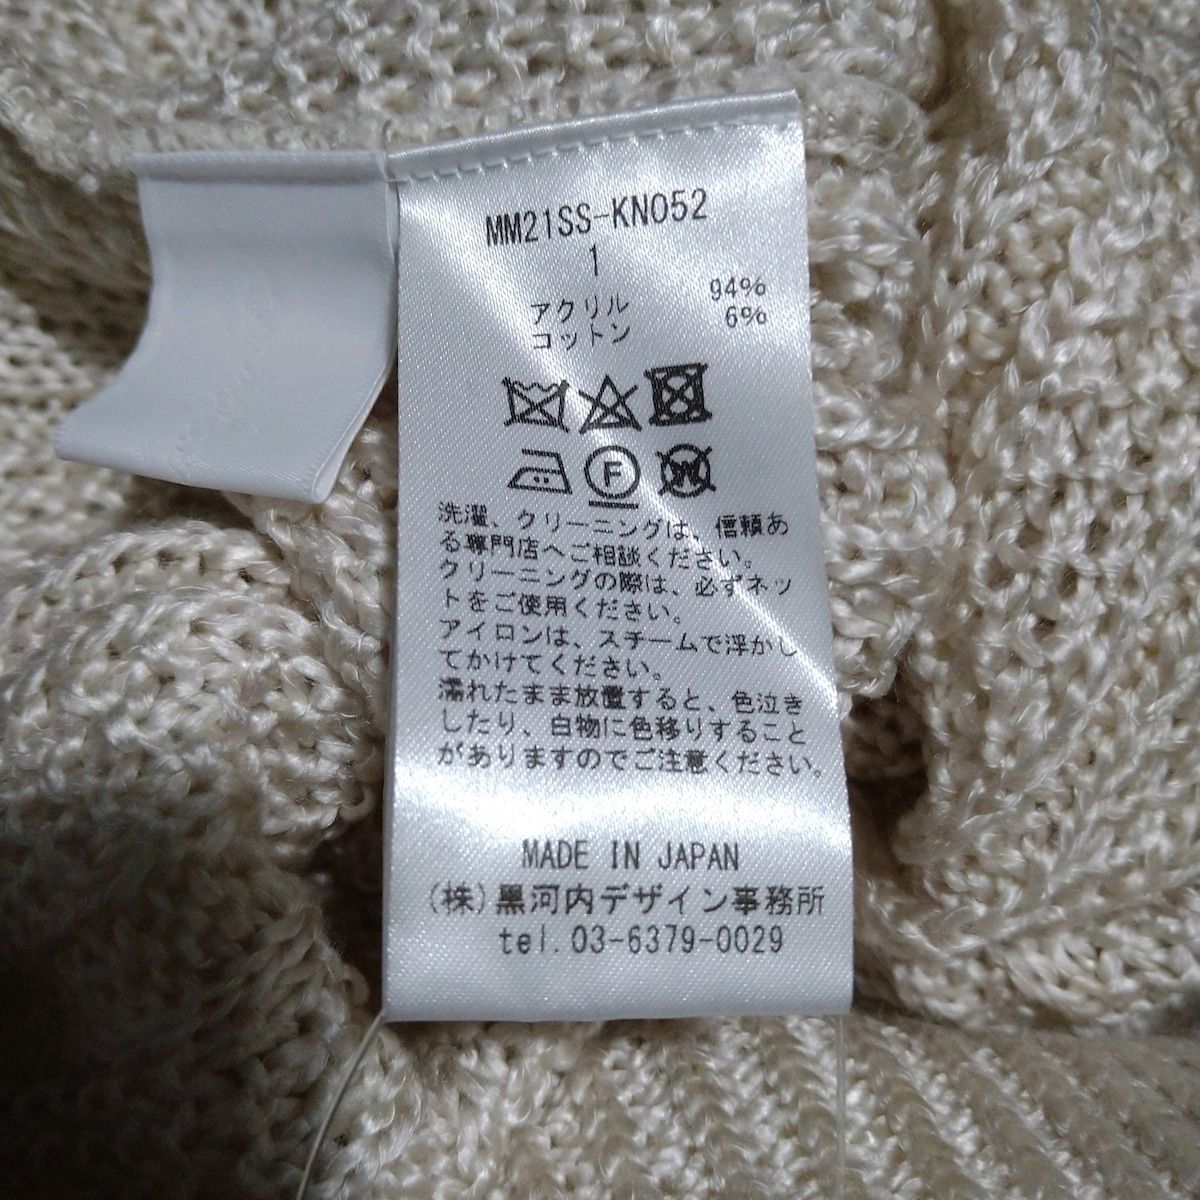 MM21SS-KN052
1
アクリル 94%
コットン 6%
F
W
洗濯、クリーニングは、信頼あ
る専門店へご相談ください。
クリーニングの際は、必ずネッ
トをご使用ください。
アイロンは、スチームで浮かし
てかけてください。
濡れたまま放置すると、色泣き
したり、白物に色移りすること
がありますのでご注意ください。
MADE IN JAPAN
(株)黒河内デザイン事務所
tel.03-6379-0029